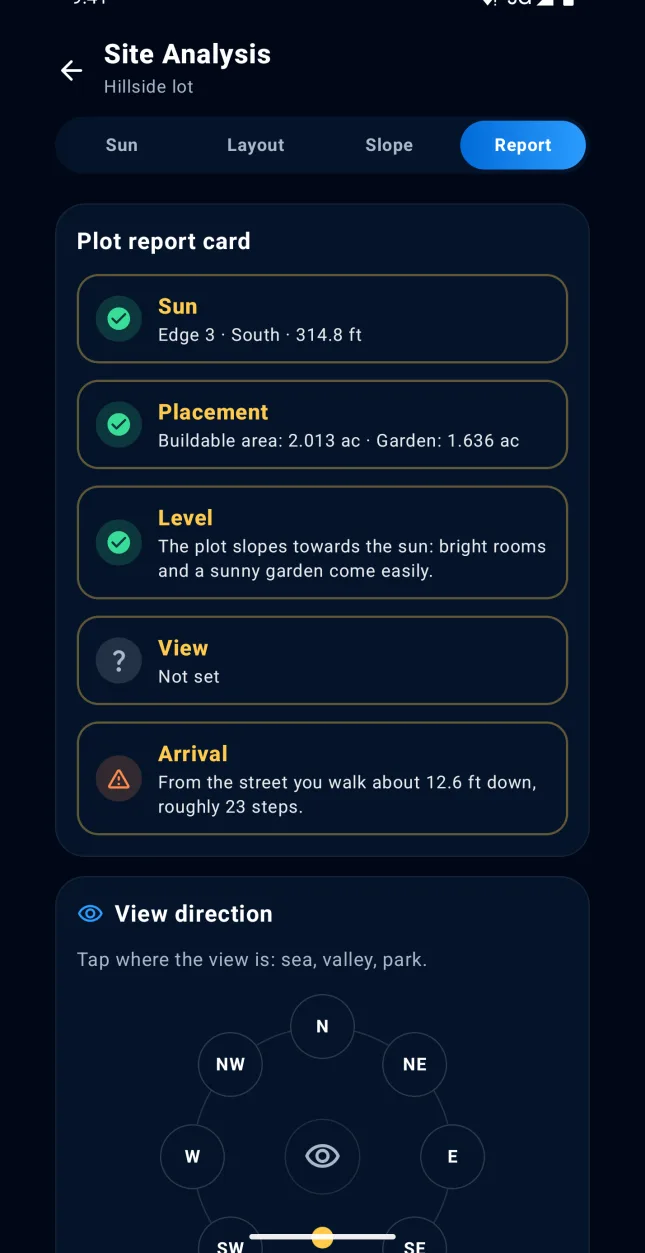 Site Analysis
Hillside lot
Sun
Layout
Slope
Report
Plot report card
Sun
Edge 3 · South · 314.8 ft
Placement
Buildable area: 2.013 ac · Garden: 1.636 ac
Level
The plot slopes towards the sun: bright rooms
and a sunny garden come easily.
?
View
Not set
Arrival
From the street you walk about 12.6 ft down,
roughly 23 steps.
View direction
Tap where the view is: sea, valley, park.
N
NW
NE
W
E
SW
SE